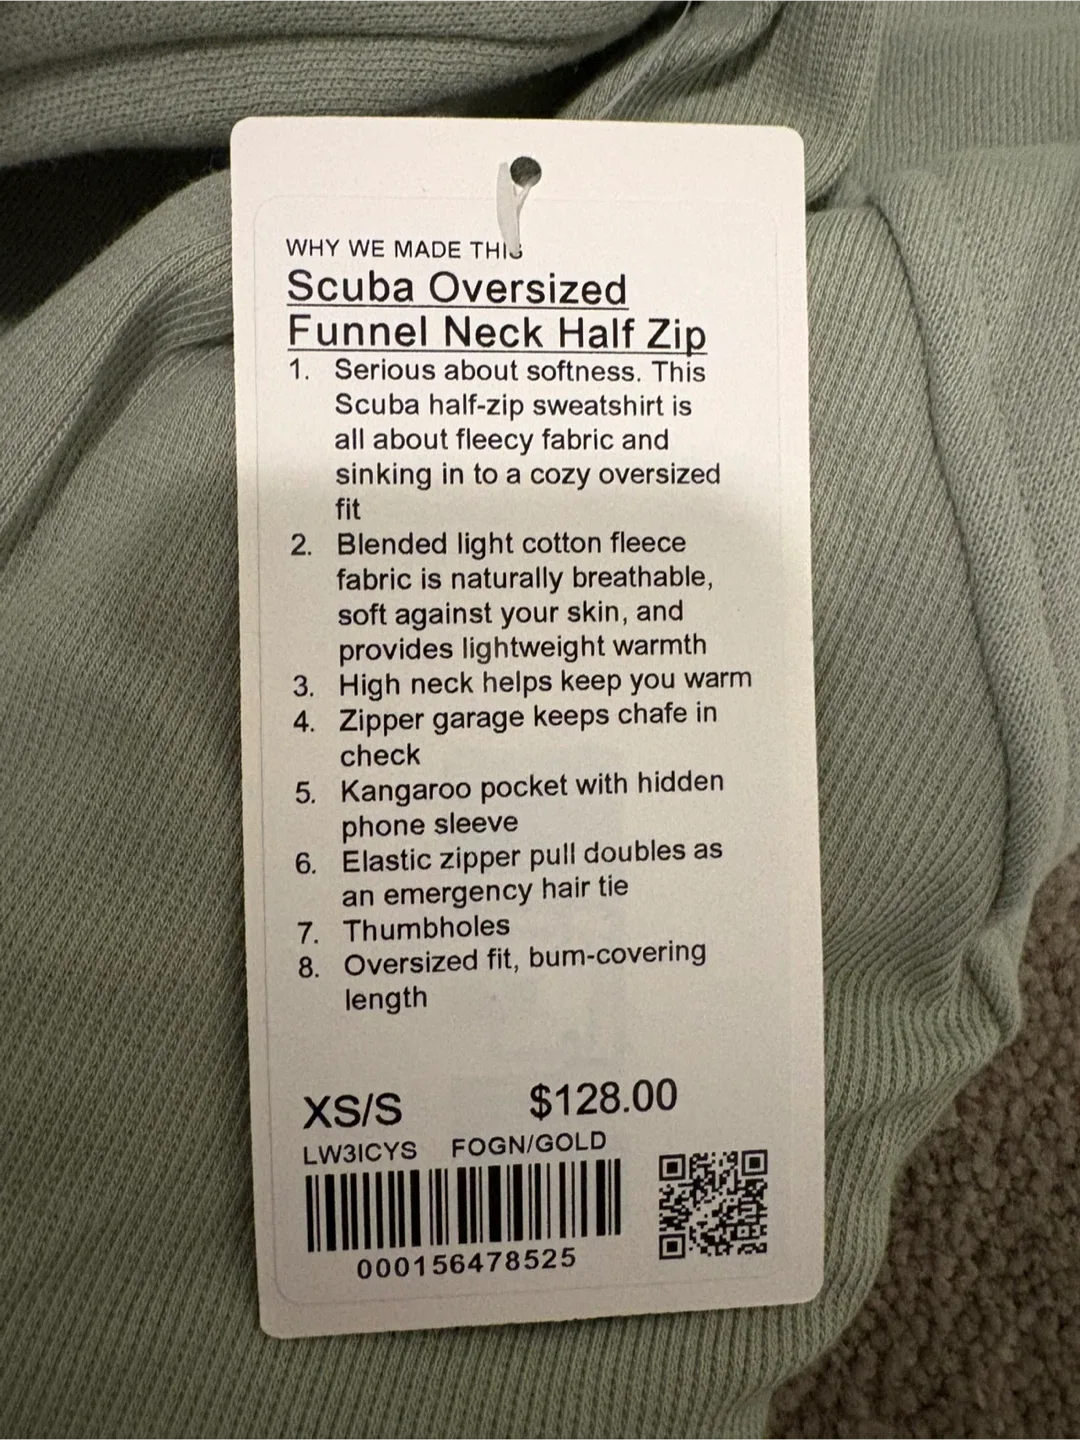 WHY WE MADE THIS
Scuba Oversized
Funnel Neck Half Zip
1. Serious about softness. This
Scuba half-zip sweatshirt is
all about fleecy fabric and
sinking in to a cozy oversized
fit
2. Blended light cotton fleece
fabric is naturally breathable,
soft against your skin, and
provides lightweight warmth
3. High neck helps keep you warm
4. Zipper garage keeps chafe in
check
5. Kangaroo pocket with hidden
phone sleeve
6. Elastic zipper pull doubles as
an emergency hair tie
7. Thumbholes
8. Oversized fit, bum-covering
length
XS/S $128.00
LW3ICYS FOGN/GOLD
000156478525